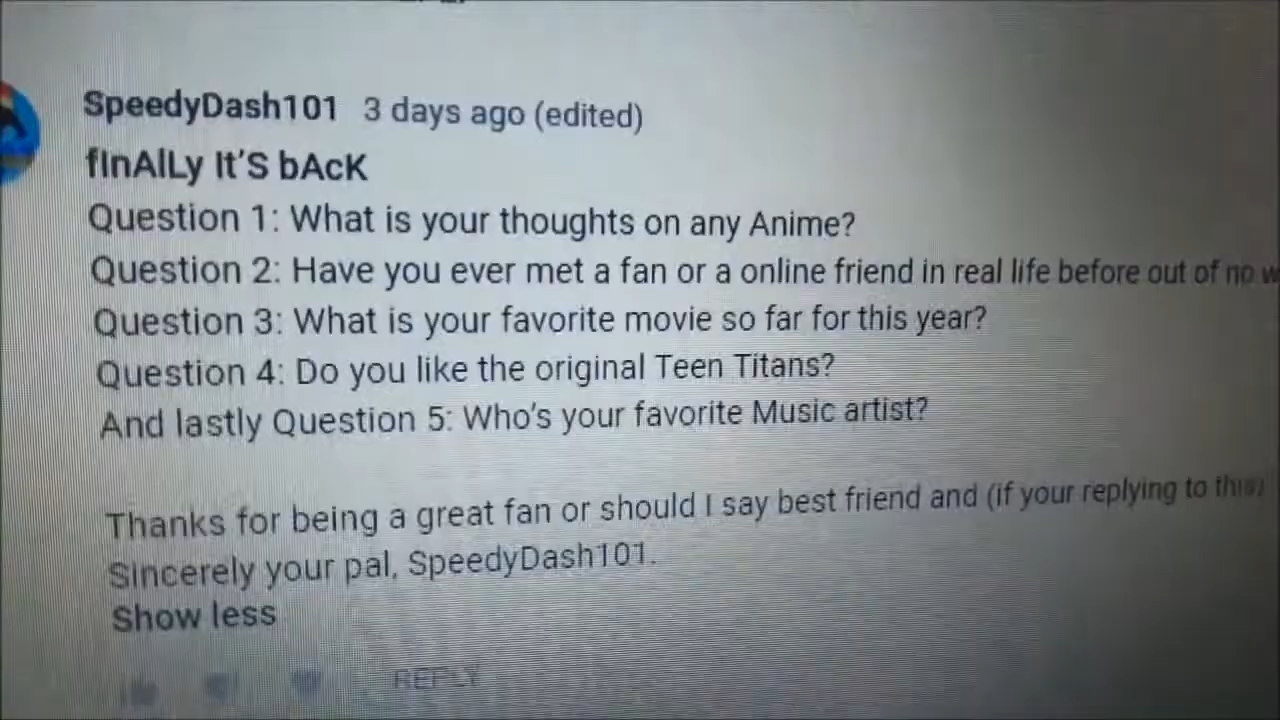 SpeedyDash101 3 days ago (edited)
fInAlLy It'S bAcK
Question 1: What is your thoughts on any Anime?
Question 2: Have you ever met a fan or a online friend in real life before out of no
Question 3: What is your favorite movie so far for this year?
Question 4: Do you like the original Teen Titans?
And lastly Question 5: Who's your favorite Music artist?
Thanks for being a great fan or should I say best friend and (if your replying to this)
Sincerely your pal, SpeedyDash101.
Show less
REPLY